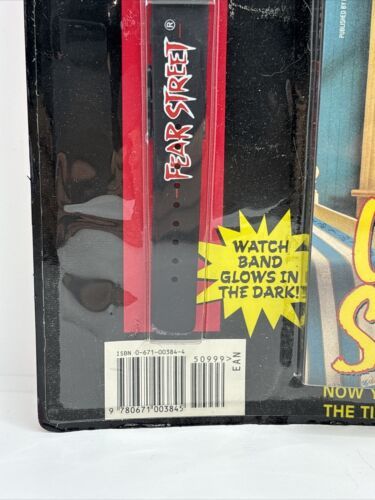 FEAR STREET®
PUBLISHED BY
WATCH
BAND
GLOWS IN
THE DARK!
ISBN 0-671-00384-4
50999>
EAN
9 780671 003845
NOW
THE